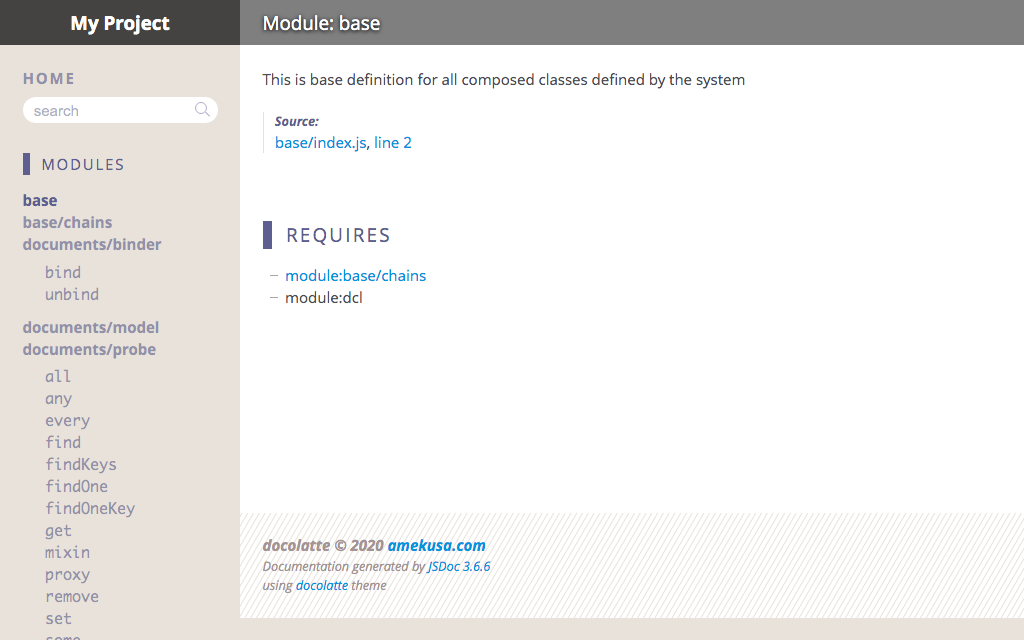 My Project
HOME
search
MODULES
base
base/chains
documents/binder
bind
unbind
documents/model
documents/probe
all
any
every
find
findKeys
findOne
findOneKey
get
mixin
proxy
remove
set
some
Module: base
This is base definition for all composed classes defined by the system
Source:
base/index.js, line 2
REQUIRES
– module:base/chains
– module:dcl
docolatte © 2020 amekusa.com
Documentation generated by JSDoc 3.6.6
using docolatte theme